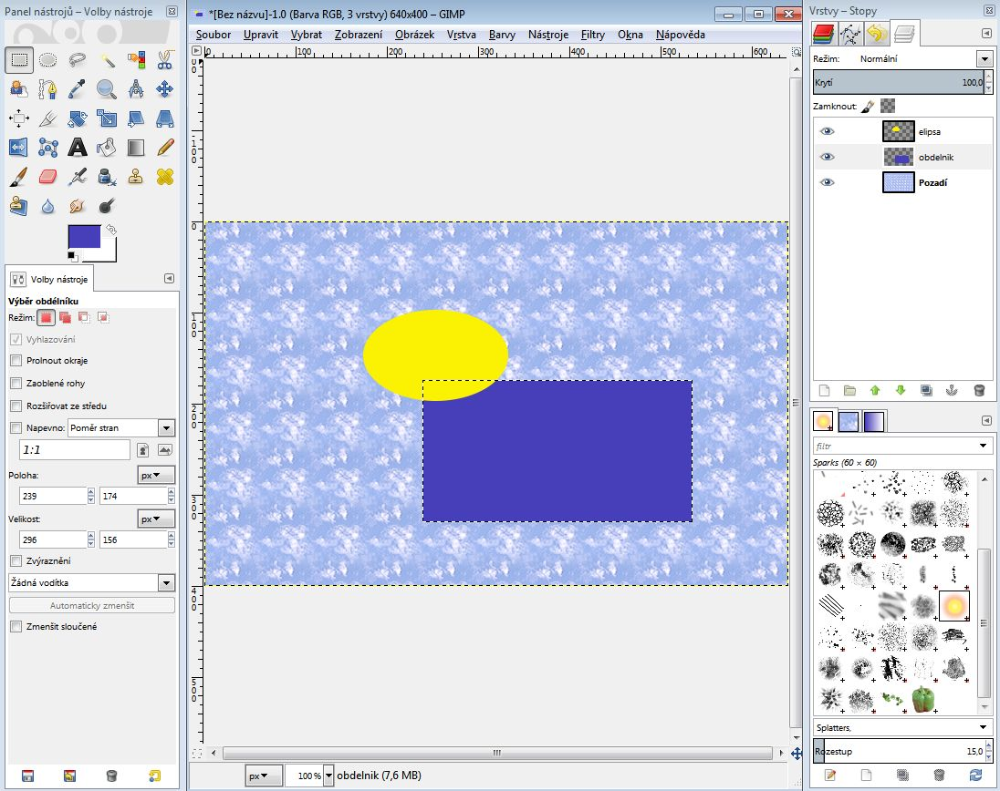 Panel nástrojů – Volby nástroje
Volby nástroje
Výběr obdélníku
Režim:
Vyhlazování
Prolnout okraje
Zaoblené rohy
Rozšiřovat ze středu
Napevno: Poměr stran
1:1
Poloha: px
239 174
Velikost: px
296 156
Zvýraznění
Žádná vodítka
Automaticky zmenšit
Zmenšit sloučené
*[Bez názvu]-1.0 (Barva RGB, 3 vrstvy) 640x400 – GIMP
Soubor Upravit Vybrat Zobrazení Obrázek Vrstva Barvy Nástroje Filtry Okna Nápověda
0 100 200 300 400 500 600
0
100
0
100
200
300
400
500
px 100 % obdelnik (7,6 MB)
Vrstvy – Stopy
Režim: Normální
Krytí 100,0
Zamknout:
elipsa
obdelnik
Pozadí
filtr
Sparks (60 × 60)
Splatters,
Rozestup 15,0